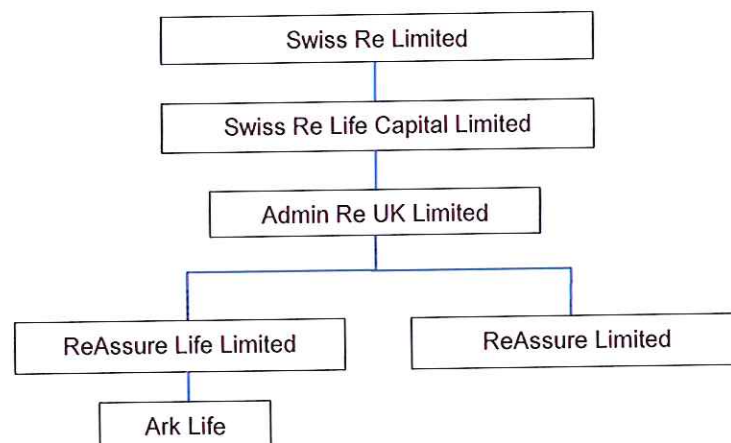 Swiss Re Limited
Swiss Re Life Capital Limited
Admin Re UK Limited
ReAssure Life Limited
ReAssure Limited
Ark Life